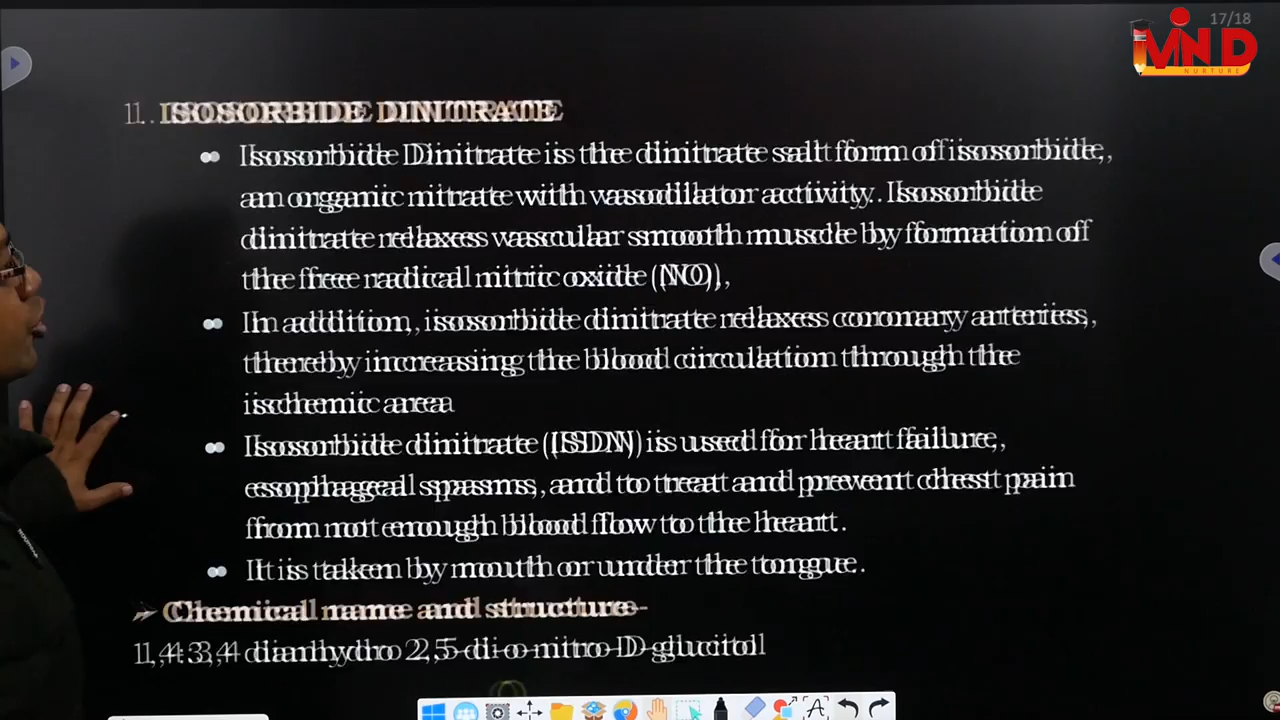 17/18
MIND
NURTURE
11. ISOSORBIDE DINITRATE
• Isosorbide Dinitrate is the dinitrate salt form of isosorbide,
an organic nitrate with vasodilator activity. Isosorbide
dinitrate relaxes vascular smooth muscle by formation of
the free radical nitric oxide (NO),
• In addition, isosorbide dinitrate relaxes coronary arteries,
thereby increasing the blood circulation through the
ischemic area
• Isosorbide dinitrate (ISDN) is used for heart failure,
esophageal spasms, and to treat and prevent chest pain
from not enough blood flow to the heart.
• It is taken by mouth or under the tongue.
➢ Chemical name and structure-
1,4:3,4 dianhydro 2,5-di-o-nitro-D-glucitol